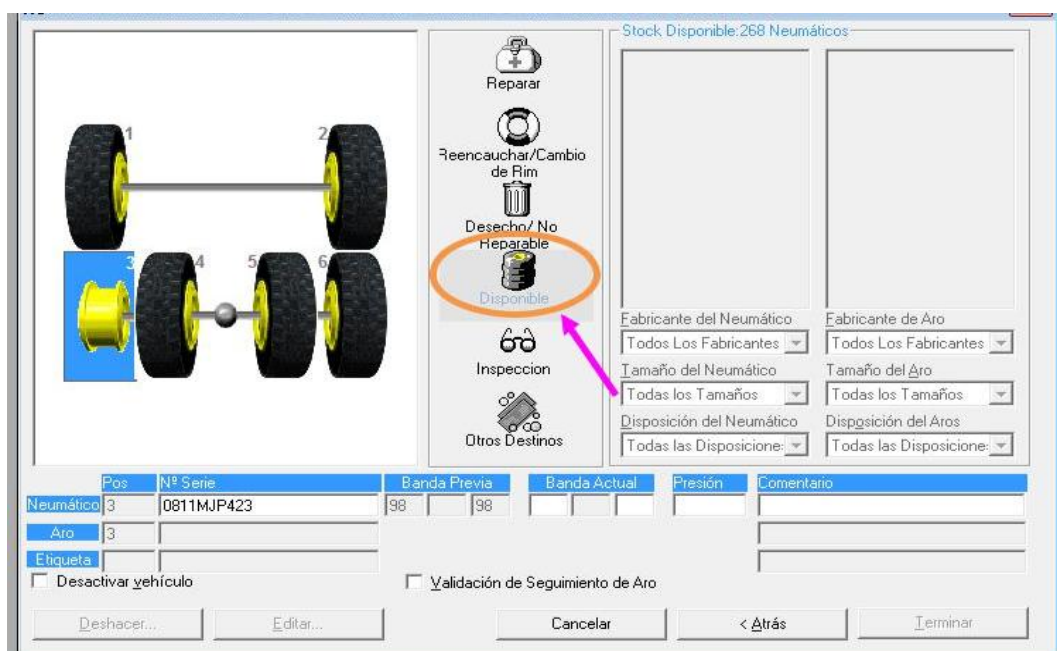 1
2
3
4
5
6
Reparar
Reencauchar/Cambio
de Rim
Desecho/ No
Reparable
Disponible
Inspeccion
Otros Destinos
Stock Disponible:268 Neumáticos
Fabricante del Neumático
Fabricante de Aro
Todos Los Fabricantes
Todos Los Fabricantes
Tamaño del Neumático
Tamaño del Aro
Todas los Tamaños
Todas los Tamaños
Disposición del Neumático
Disposición del Aros
Todas las Disposicione:
Todas las Disposicione:
Pos Nº Serie Banda Previa Banda Actual Presión Comentario
Neumático 3 0811MJP423 98 98
Aro 3
Etiqueta
Desactivar vehículo Validación de Seguimiento de Aro
Deshacer... Editar... Cancelar < Atrás Terminar